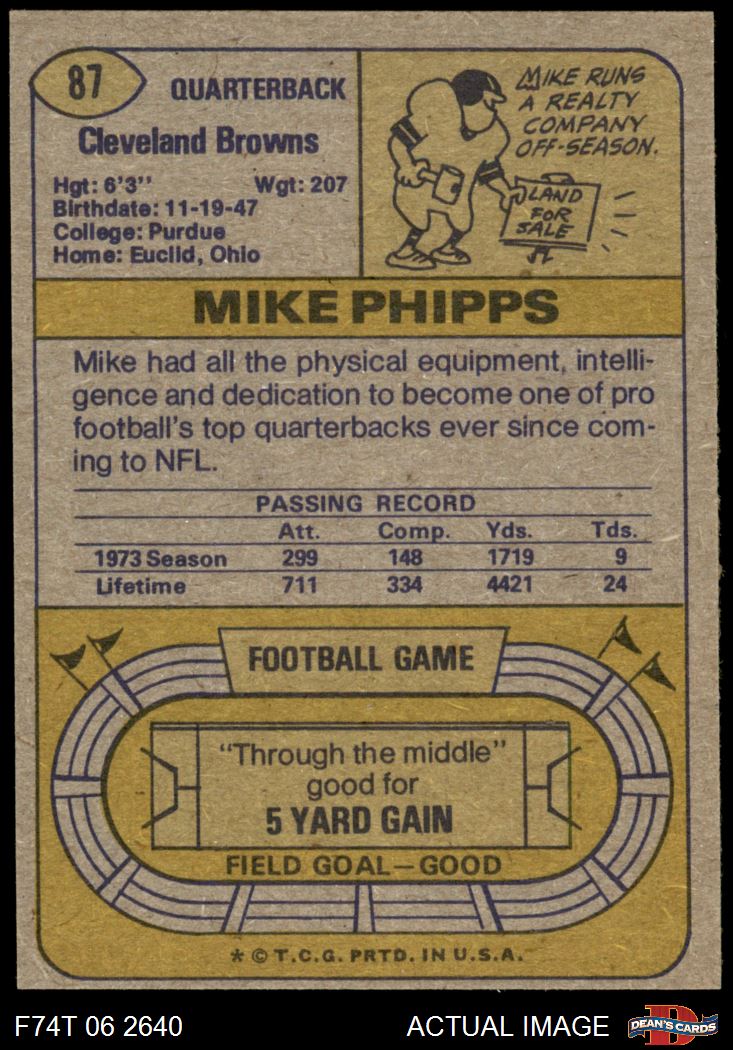 87
QUARTERBACK
Cleveland Browns
Hgt: 6'3"
Wgt: 207
Birthdate: 11-19-47
College: Purdue
Home: Euclid, Ohio
MIKE RUNS
A REALTY
COMPANY
OFF-SEASON.
LAND
FOR
SALE
MIKE PHIPPS
Mike had all the physical equipment, intelli-
gence and dedication to become one of pro
football's top quarterbacks ever since com-
ing to NFL.
PASSING RECORD
Att. Comp. Yds. Tds.
1973 Season 299 148 1719 9
Lifetime 711 334 4421 24
FOOTBALL GAME
"Through the middle"
good for
5 YARD GAIN
FIELD GOAL—GOOD
* © T.C.G. PRTD. IN U.S.A.
F74T 06 2640
ACTUAL IMAGE
D
DEAN'S CARDS